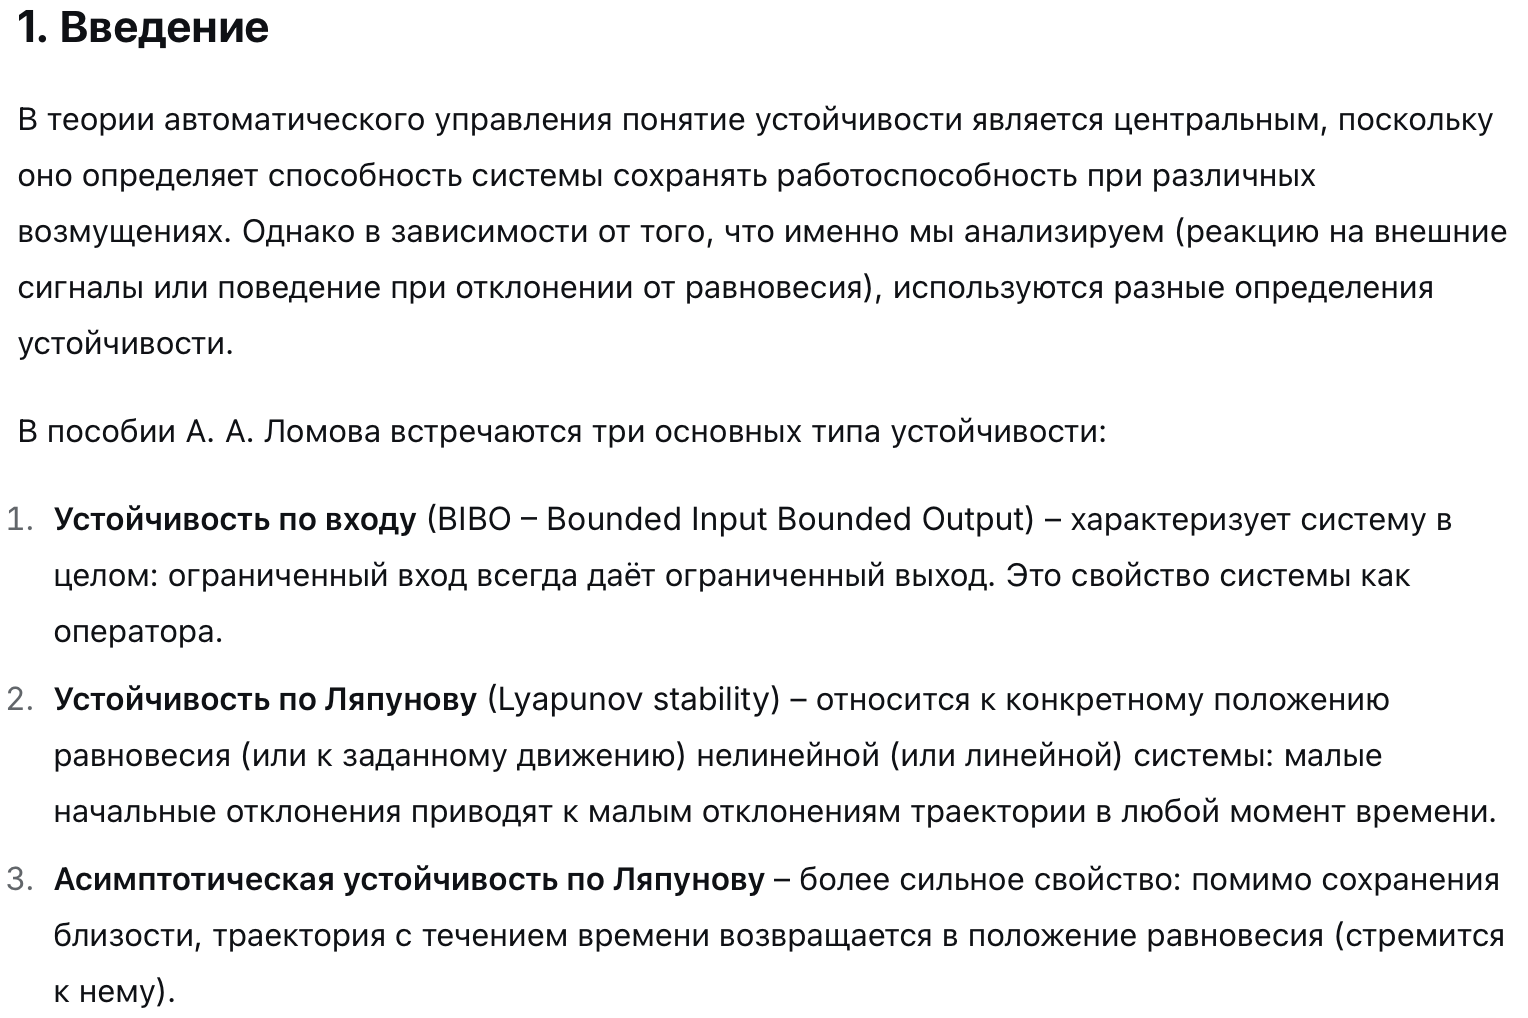 1. Введение
В теории автоматического управления понятие устойчивости является центральным, поскольку
оно определяет способность системы сохранять работоспособность при различных
возмущениях. Однако в зависимости от того, что именно мы анализируем (реакцию на внешние
сигналы или поведение при отклонении от равновесия), используются разные определения
устойчивости.
В пособии А. А. Ломова встречаются три основных типа устойчивости:
1. Устойчивость по входу (BIBO – Bounded Input Bounded Output) – характеризует систему в
целом: ограниченный вход всегда даёт ограниченный выход. Это свойство системы как
оператора.
2. Устойчивость по Ляпунову (Lyapunov stability) – относится к конкретному положению
равновесия (или к заданному движению) нелинейной (или линейной) системы: малые
начальные отклонения приводят к малым отклонениям траектории в любой момент времени.
3. Асимптотическая устойчивость по Ляпунову – более сильное свойство: помимо сохранения
близости, траектория с течением времени возвращается в положение равновесия (стремится
к нему).